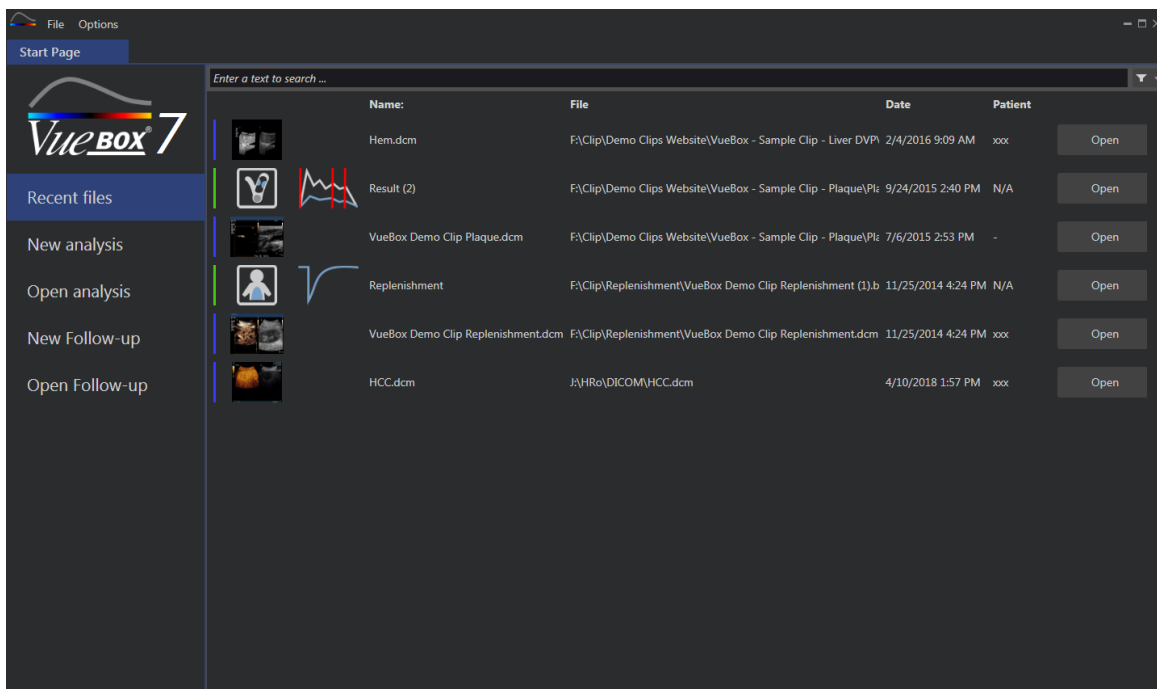 File Options
Start Page
Enter a text to search ...
VueBOX® 7
Name: File Date Patient
Hem.dcm F:\Clip\Demo Clips Website\VueBox - Sample Clip - Liver DVP\ 2/4/2016 9:09 AM xxx Open
Recent files
Result (2) F:\Clip\Demo Clips Website\VueBox - Sample Clip - Plaque\Pla 9/24/2015 2:40 PM N/A Open
New analysis
VueBox Demo Clip Plaque.dcm F:\Clip\Demo Clips Website\VueBox - Sample Clip - Plaque\Pla 7/6/2015 2:53 PM - Open
Open analysis
Replenishment F:\Clip\Replenishment\VueBox Demo Clip Replenishment (1).b 11/25/2014 4:24 PM N/A Open
New Follow-up
VueBox Demo Clip Replenishment.dcm F:\Clip\Replenishment\VueBox Demo Clip Replenishment.dcm 11/25/2014 4:24 PM xxx Open
Open Follow-up
HCC.dcm J:\HRo\DICOM\HCC.dcm 4/10/2018 1:57 PM xxx Open